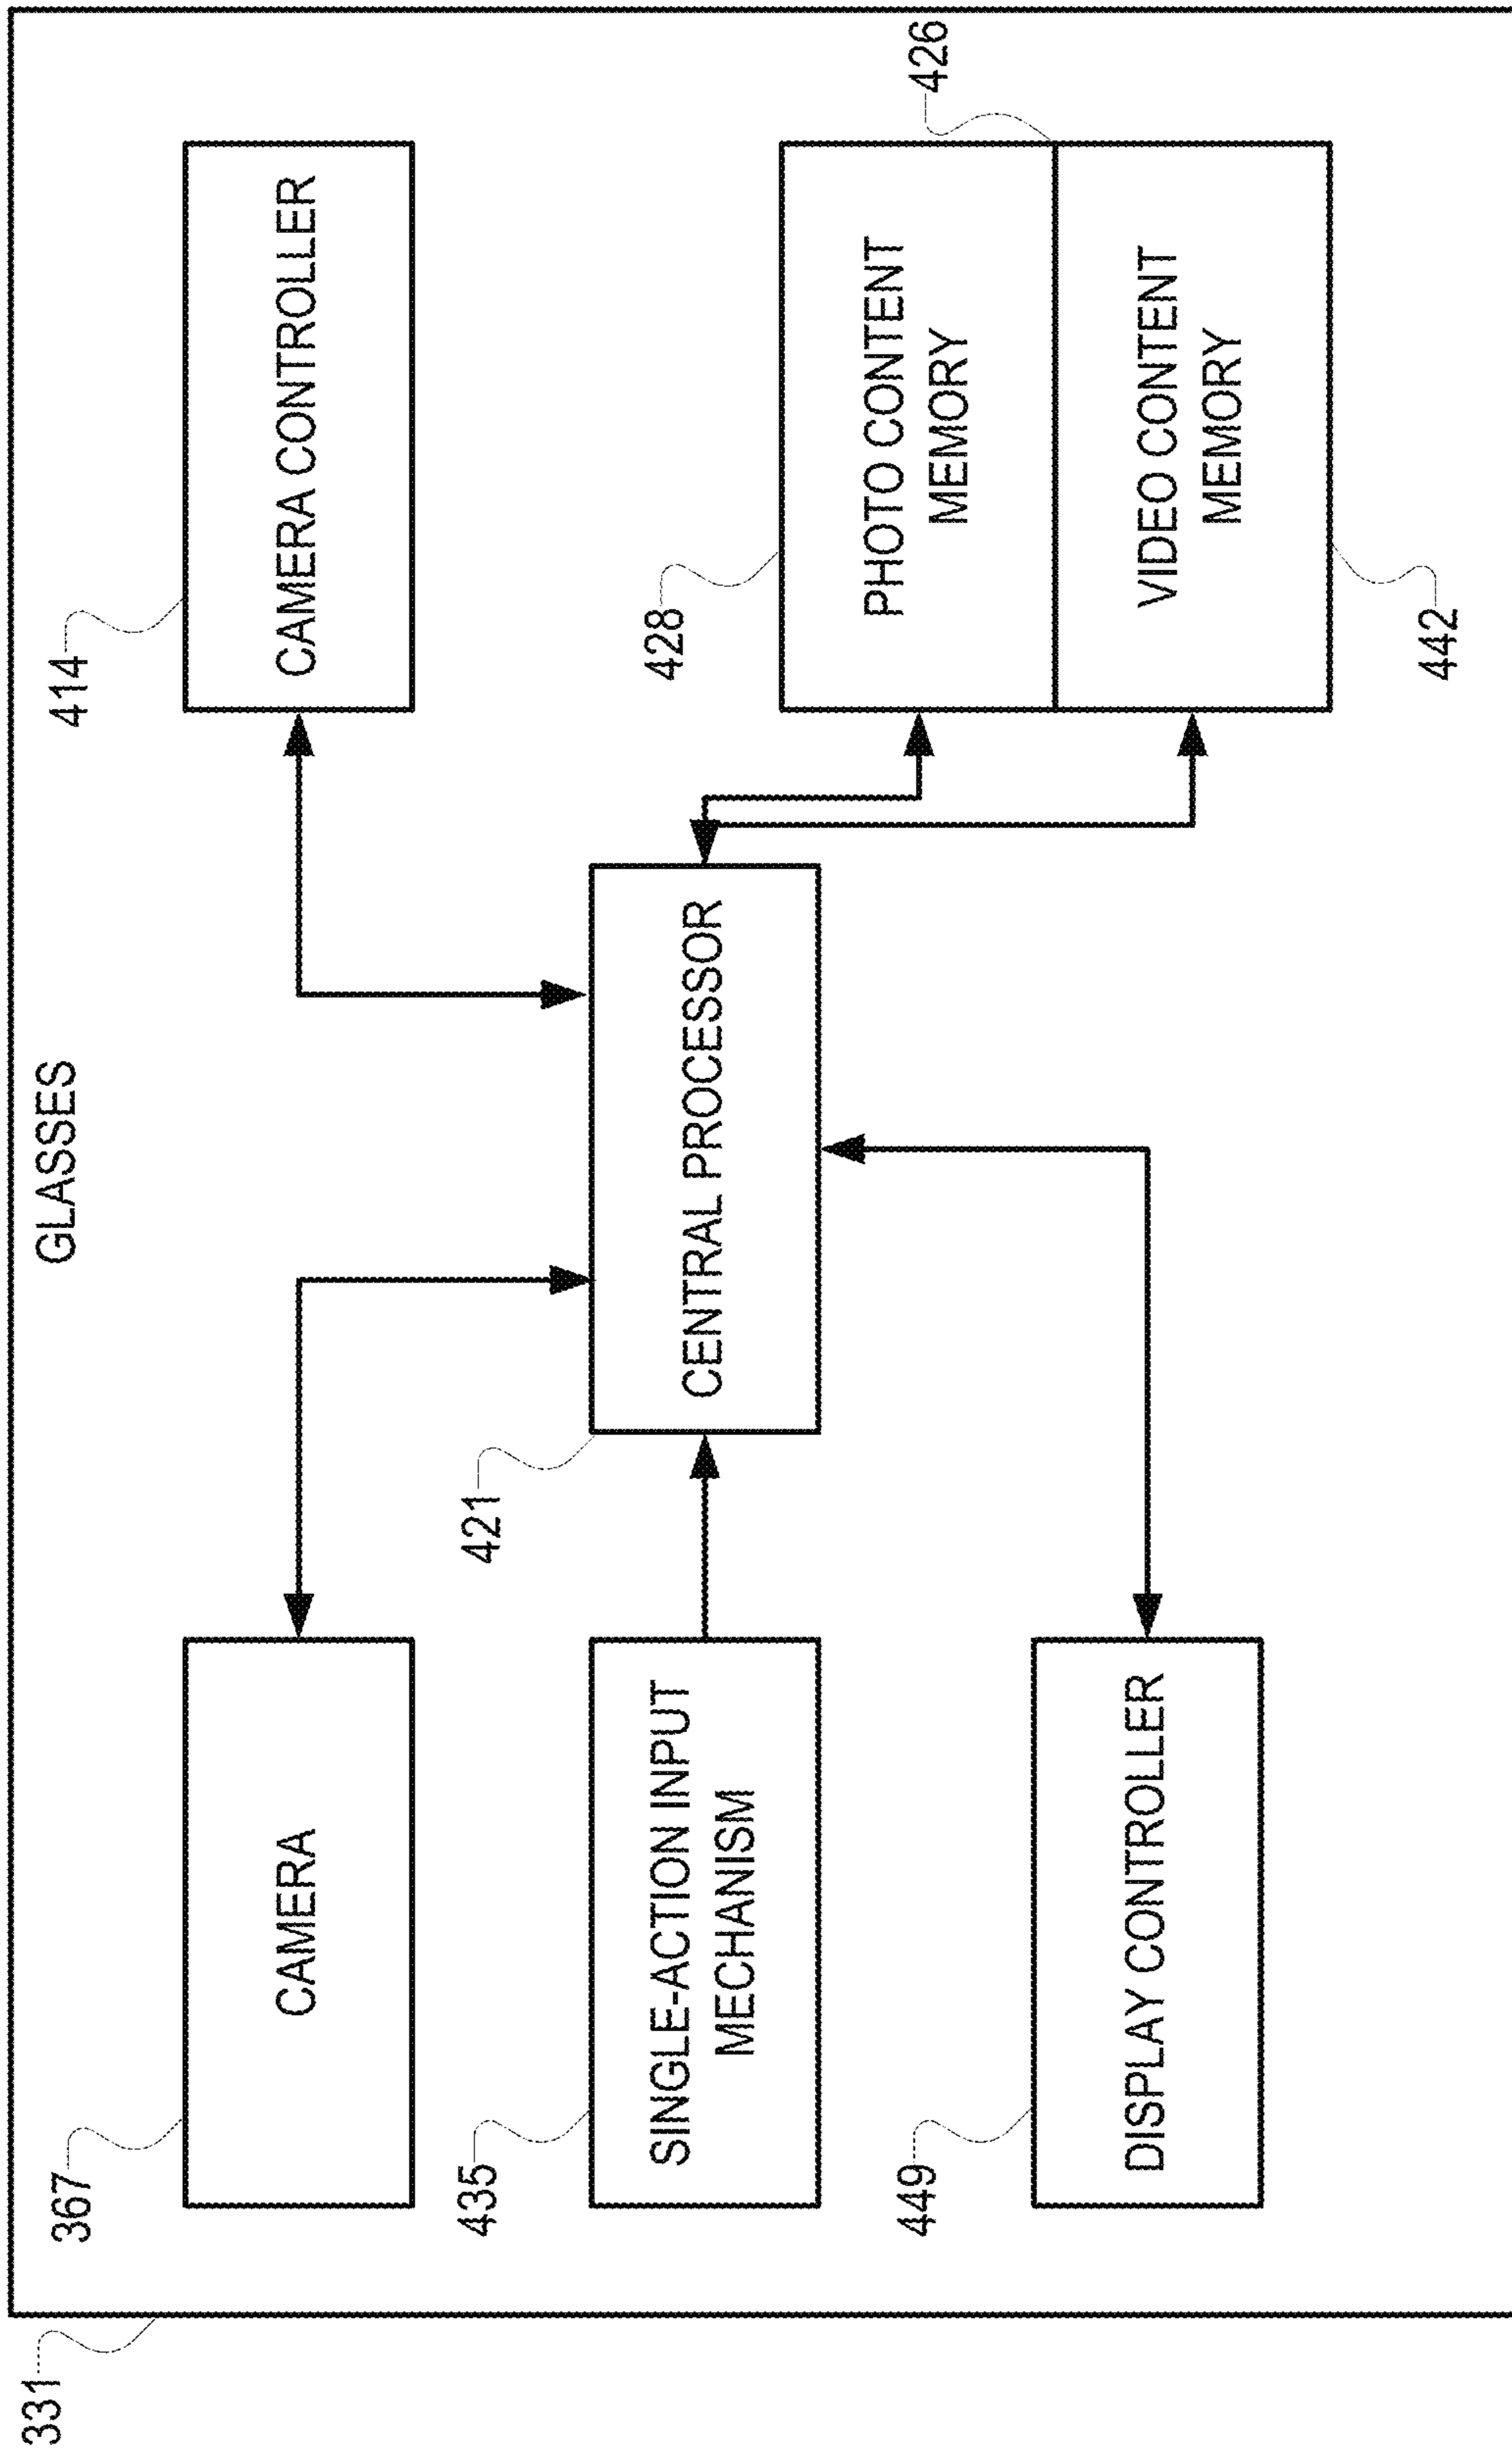 GLASSES
331
367
CAMERA
414
CAMERA CONTROLLER
435
SINGLE-ACTION INPUT
MECHANISM
421
CENTRAL PROCESSOR
428
PHOTO CONTENT
MEMORY
426
VIDEO CONTENT
MEMORY
442
449
DISPLAY CONTROLLER